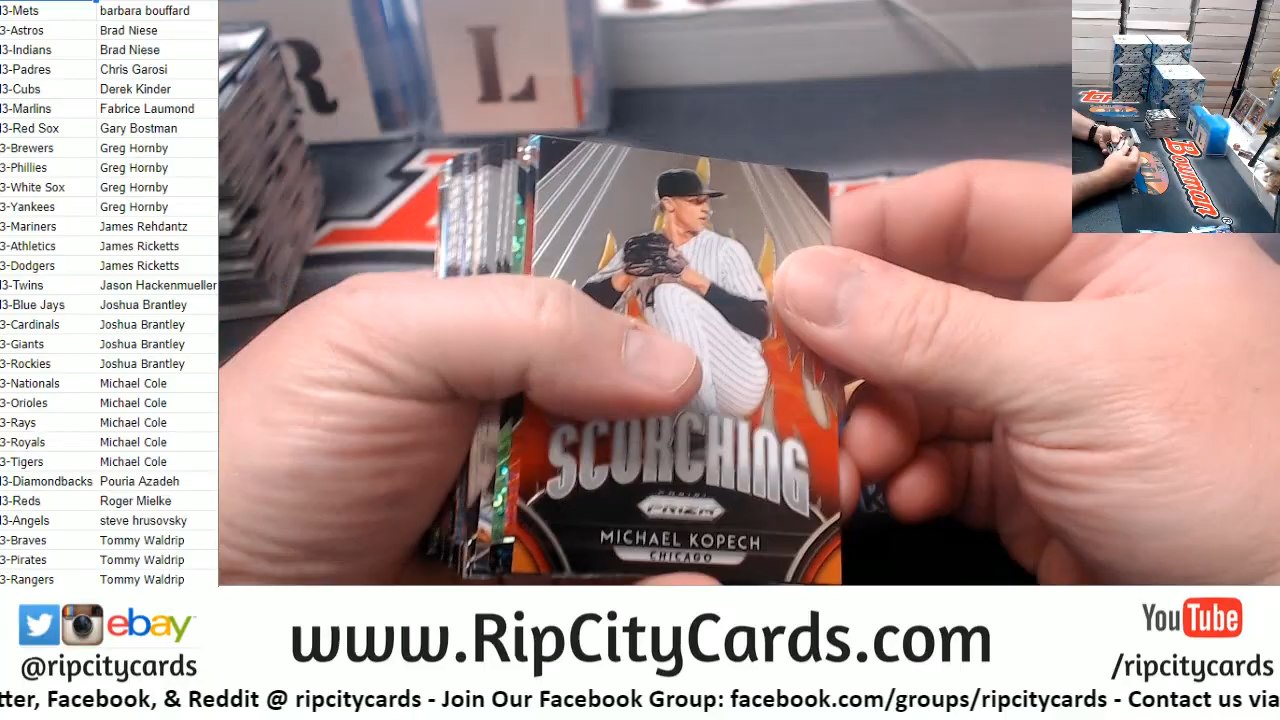 3-Mets barbara bouffard
3-Astros Brad Niese
3-Indians Brad Niese
3-Padres Chris Garosi
3-Cubs Derek Kinder
3-Marlins Fabrice Laumond
3-Red Sox Gary Bostman
3-Brewers Greg Hornby
3-Phillies Greg Hornby
3-White Sox Greg Hornby
3-Yankees Greg Hornby
3-Mariners James Rehdantz
3-Athletics James Ricketts
3-Dodgers James Ricketts
3-Twins Jason Hackenmueller
3-Blue Jays Joshua Brantley
3-Cardinals Joshua Brantley
3-Giants Joshua Brantley
3-Rockies Joshua Brantley
3-Nationals Michael Cole
3-Orioles Michael Cole
3-Rays Michael Cole
3-Royals Michael Cole
3-Tigers Michael Cole
3-Diamondbacks Pouria Azadeh
3-Reds Roger Mielke
3-Angels steve hrusovsky
3-Braves Tommy Waldrip
3-Pirates Tommy Waldrip
3-Rangers Tommy Waldrip
R L
SCORCHING
PANINI
PRIZM
MICHAEL KOPECH
CHICAGO
Topps
Bowman
ebay
@ripcitycards
www.RipCityCards.com
YouTube
/ripcitycards
tter, Facebook, & Reddit @ ripcitycards - Join Our Facebook Group: facebook.com/groups/ripcitycards - Contact us via